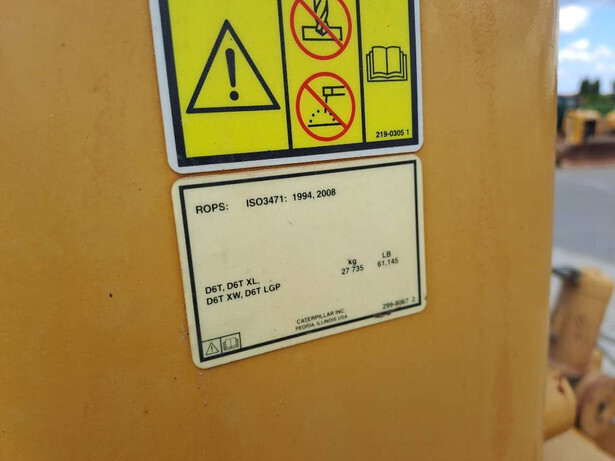 219-0305 1
ROPS: ISO3471: 1994, 2008
kg LB
D6T, D6T XL, 27 735 61,145
D6T XW, D6T LGP
CATERPILLAR INC.
PEORIA, ILLINOIS USA
299-8067 2